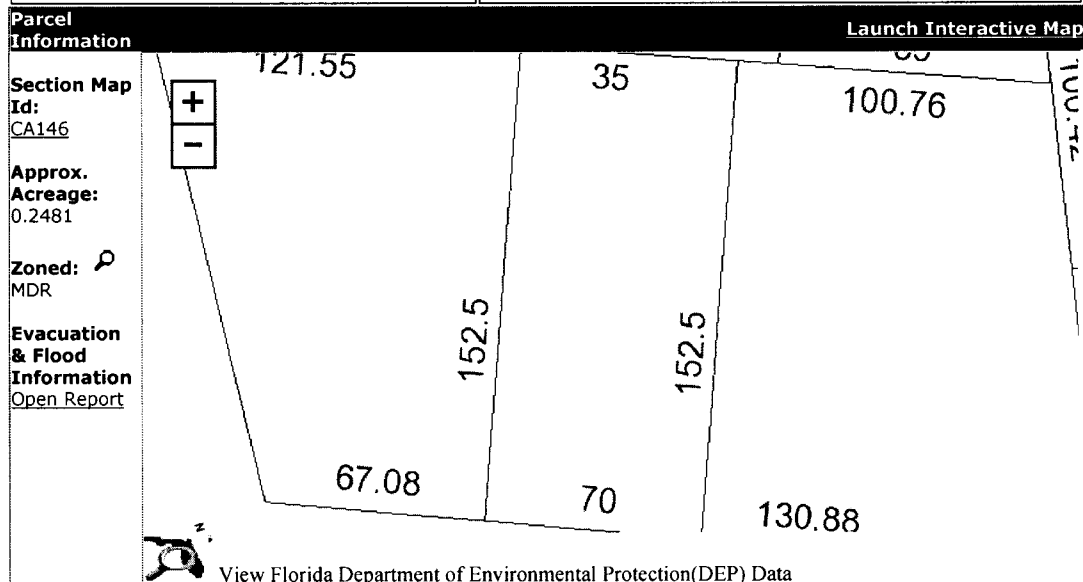 Parcel
Information
Launch Interactive Map
Section Map
Id:
CA146
Approx.
Acreage:
0.2481
Zoned:
MDR
Evacuation
& Flood
Information
Open Report
+
−
121.55
35
100.76
100.42
152.5
152.5
67.08
70
130.88
z
View Florida Department of Environmental Protection(DEP) Data